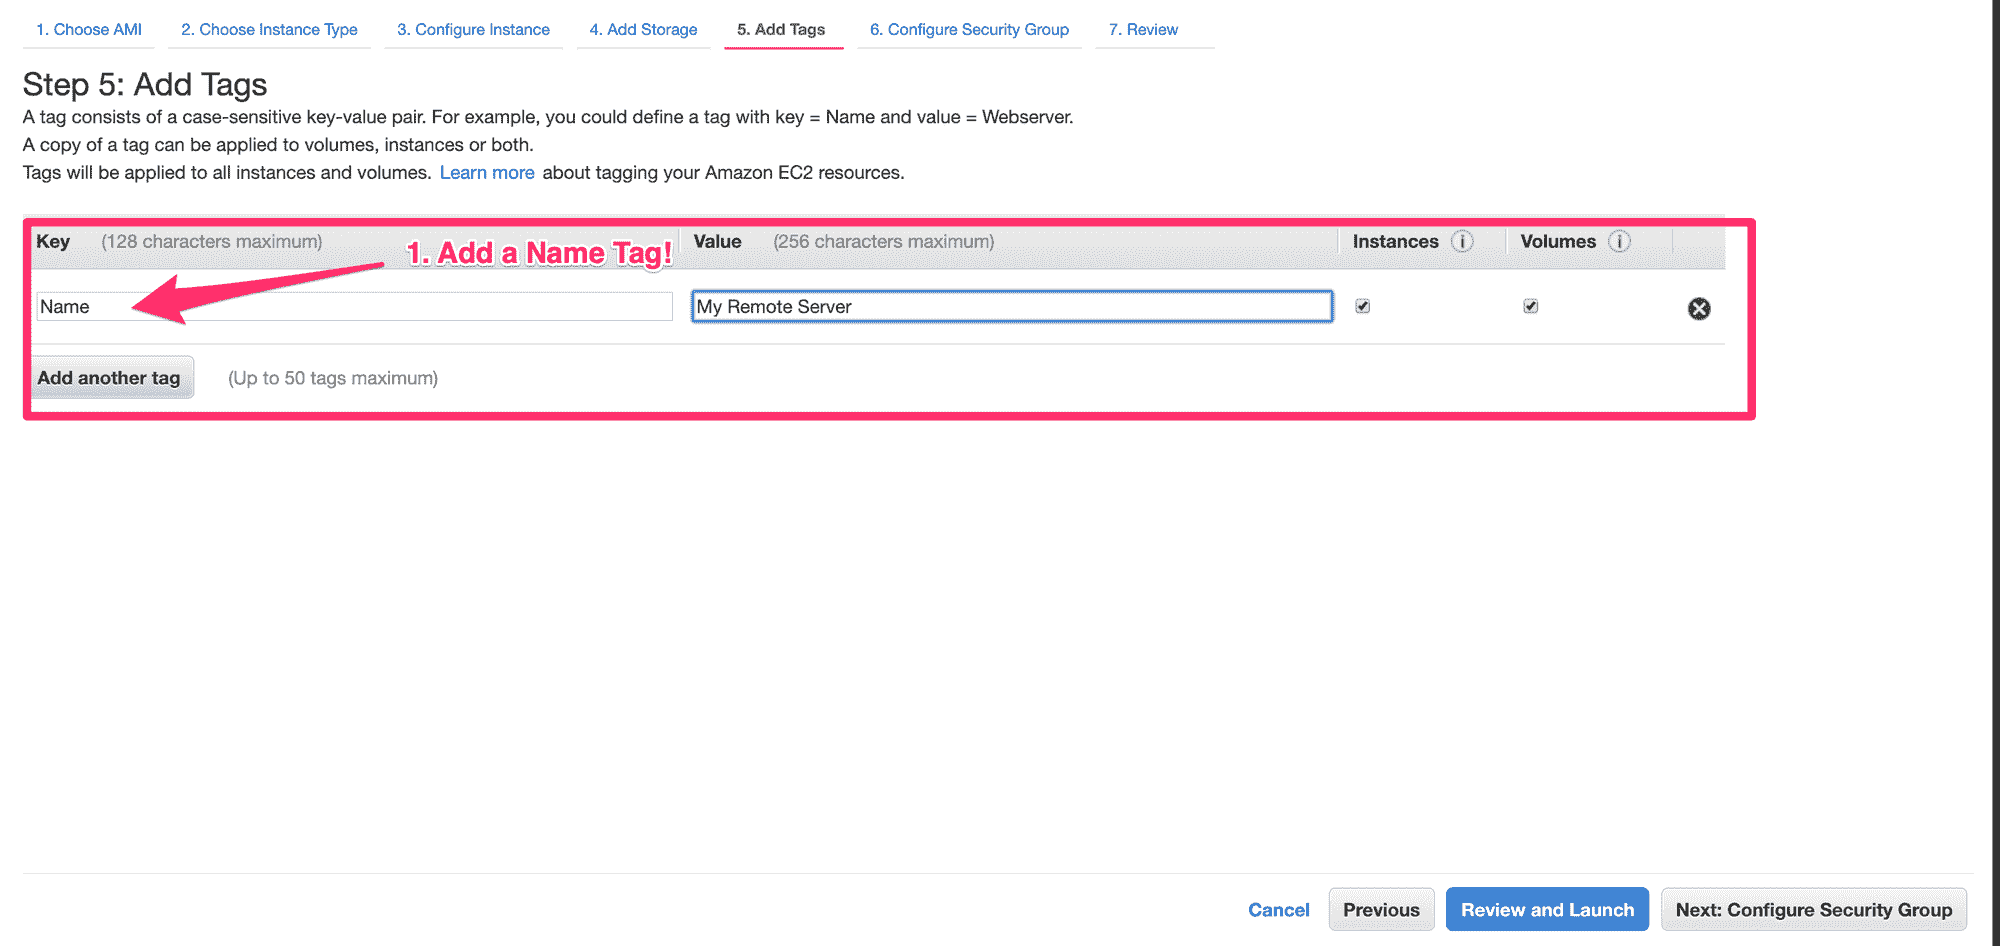 1. Choose AMI 2. Choose Instance Type 3. Configure Instance 4. Add Storage 5. Add Tags 6. Configure Security Group 7. Review
Step 5: Add Tags
A tag consists of a case-sensitive key-value pair. For example, you could define a tag with key = Name and value = Webserver.
A copy of a tag can be applied to volumes, instances or both.
Tags will be applied to all instances and volumes. Learn more about tagging your Amazon EC2 resources.
Key (128 characters maximum) 1. Add a Name Tag! Value (256 characters maximum) Instances i Volumes i
Name My Remote Server
Add another tag (Up to 50 tags maximum)
Cancel Previous Review and Launch Next: Configure Security Group